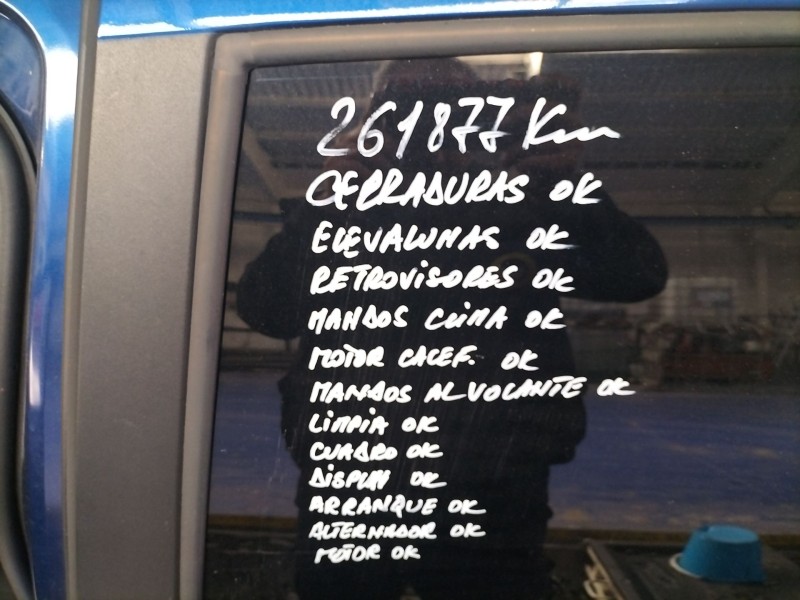 261877 Km
CERRADURAS OK
ELEVALUNAS OK
RETROVISORES OK
MANDOS CLIMA OK
MOTOR CALEF. OK
MANDOS AL VOLANTE OK
LIMPIA OK
CUADRO OK
DISPLAY OK
ARRANQUE OK
ALTERNADOR OK
MOTOR OK